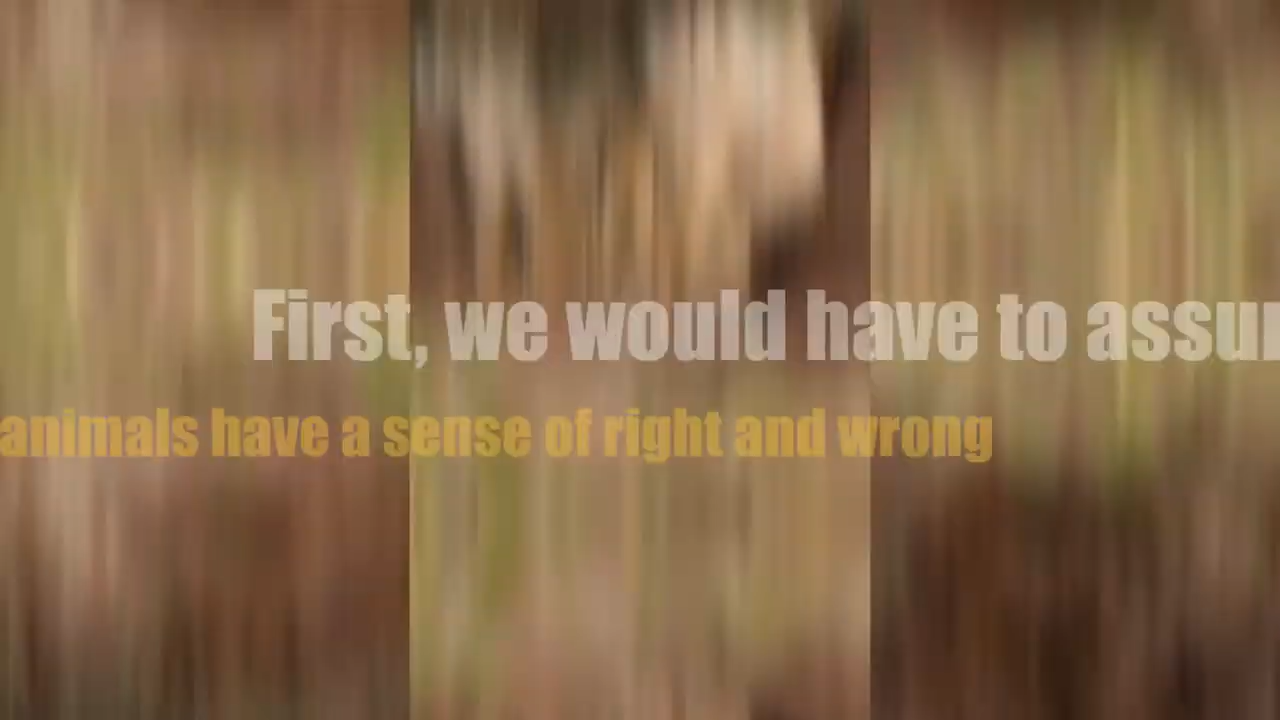 First, we would have to assu
animals have a sense of right and wrong